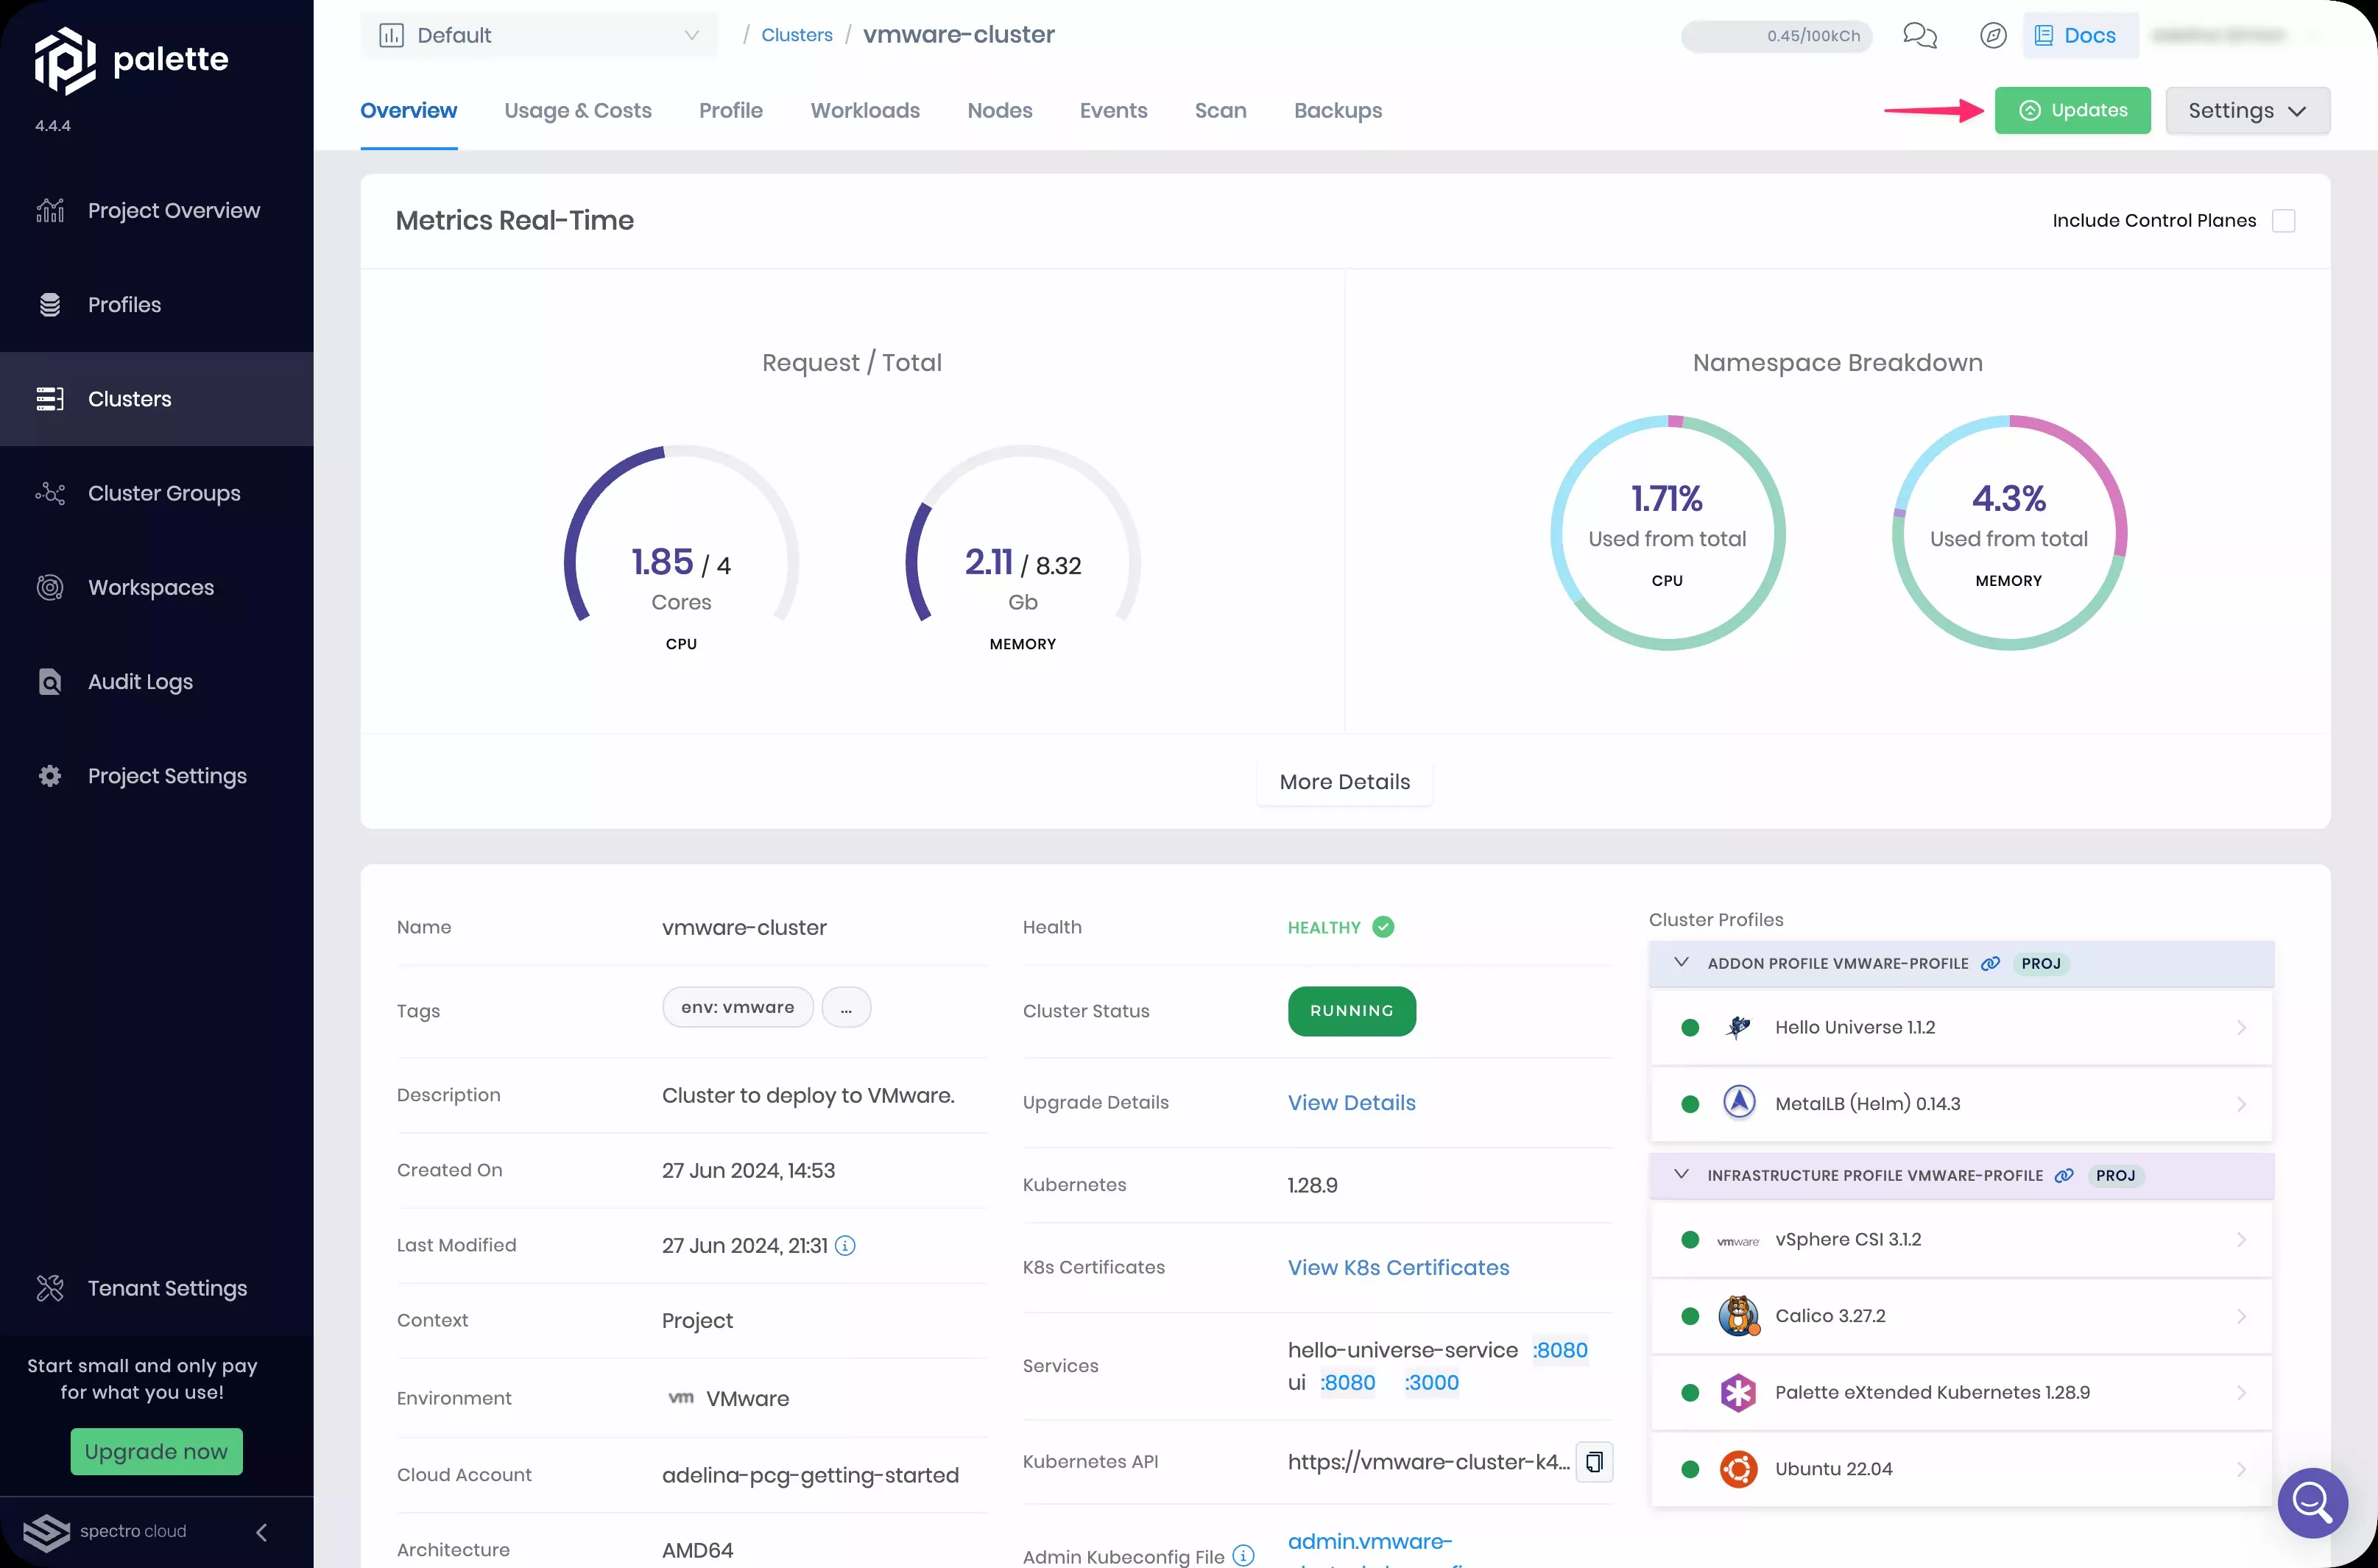 palette
4.4.4
Project Overview
Profiles
Clusters
Cluster Groups
Workspaces
Audit Logs
Project Settings
Tenant Settings
Start small and only pay
for what you use!
Upgrade now
spectro cloud
Default
/ Clusters / vmware-cluster
0.45/100kCh
Docs
Overview
Usage & Costs
Profile
Workloads
Nodes
Events
Scan
Backups
Updates
Settings
Metrics Real-Time
Include Control Planes
Request / Total
1.85 / 4
Cores
CPU
2.11 / 8.32
Gb
MEMORY
Namespace Breakdown
1.71%
Used from total
CPU
4.3%
Used from total
MEMORY
More Details
Name vmware-cluster
Tags env: vmware ...
Description Cluster to deploy to VMware.
Created On 27 Jun 2024, 14:53
Last Modified 27 Jun 2024, 21:31
Context Project
Environment vm VMware
Cloud Account adelina-pcg-getting-started
Architecture AMD64
Health HEALTHY
Cluster Status RUNNING
Upgrade Details View Details
Kubernetes 1.28.9
K8s Certificates View K8s Certificates
Services hello-universe-service :8080
ui :8080 :3000
Kubernetes API https://vmware-cluster-k4...
Admin Kubeconfig File admin.vmware-
Cluster Profiles
ADDON PROFILE VMWARE-PROFILE PROJ
Hello Universe 1.1.2
MetalLB (Helm) 0.14.3
INFRASTRUCTURE PROFILE VMWARE-PROFILE PROJ
vmware vSphere CSI 3.1.2
Calico 3.27.2
Palette eXtended Kubernetes 1.28.9
Ubuntu 22.04